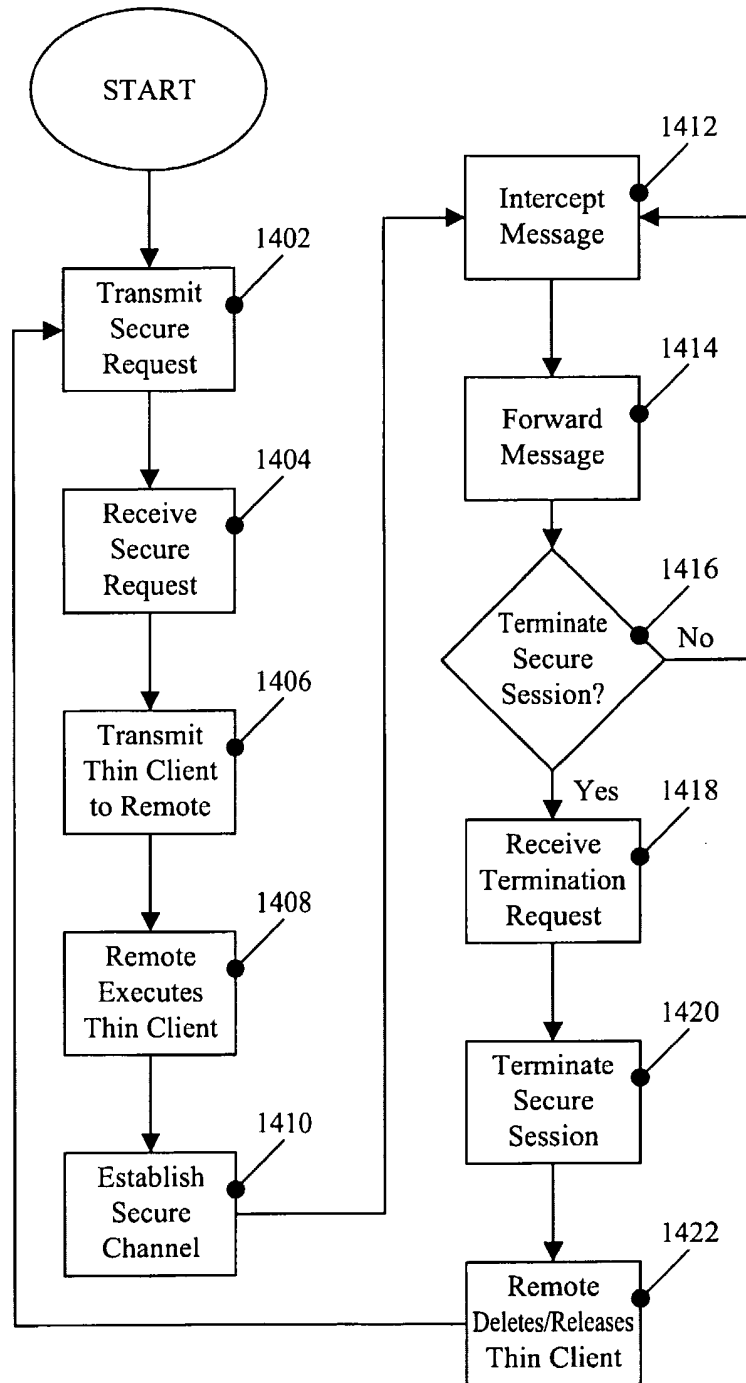 START
1402
Transmit
Secure
Request
1404
Receive
Secure
Request
1406
Transmit
Thin Client
to Remote
1408
Remote
Executes
Thin Client
1410
Establish
Secure
Channel
1412
Intercept
Message
1414
Forward
Message
1416
Terminate
Secure
Session?
No
Yes
1418
Receive
Termination
Request
1420
Terminate
Secure
Session
1422
Remote
Deletes/Releases
Thin Client